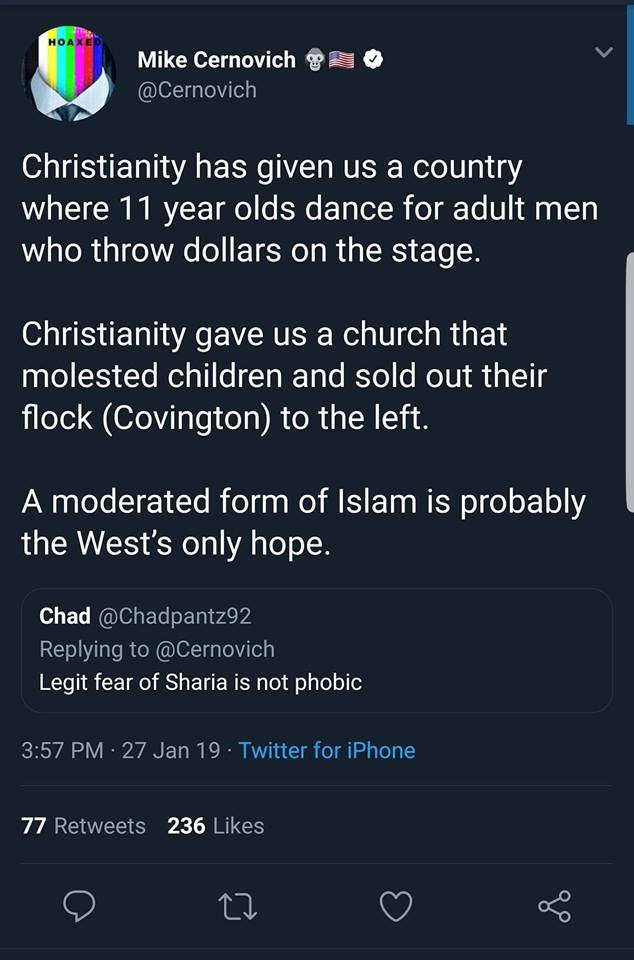 HOAXED
Mike Cernovich 🦍🇺🇸
@Cernovich
Christianity has given us a country
where 11 year olds dance for adult men
who throw dollars on the stage.
Christianity gave us a church that
molested children and sold out their
flock (Covington) to the left.
A moderated form of Islam is probably
the West’s only hope.
Chad @Chadpantz92
Replying to @Cernovich
Legit fear of Sharia is not phobic
3:57 PM · 27 Jan 19 · Twitter for iPhone
77 Retweets 236 Likes